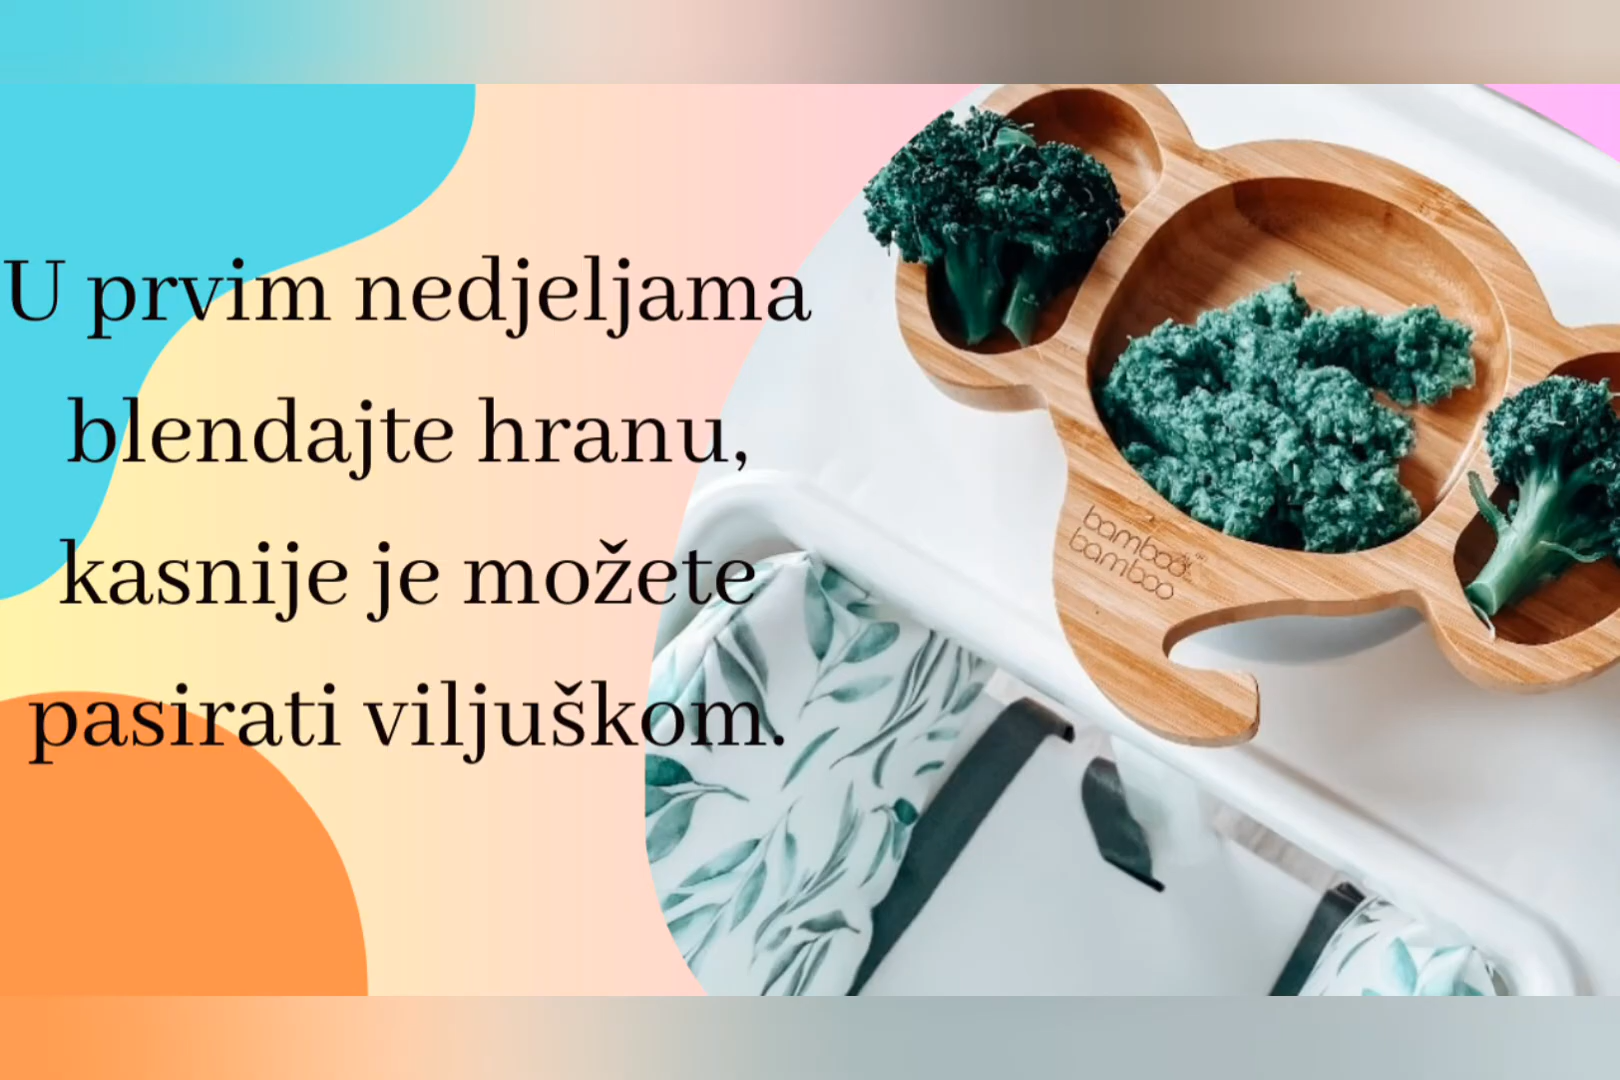 U prvim nedjeljama
blendajte hranu,
kasnije je možete
pasirati viljuškom.
bamboo
bamboo